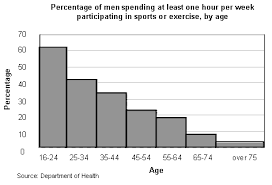 Percentage of men spending at least one hour per week
participating in sports or exercise, by age
Percentage
70
60
50
40
30
20
10
0
16-24 25-34 35-44 45-54 55-64 65-74 over 75
Age
Source: Department of Health